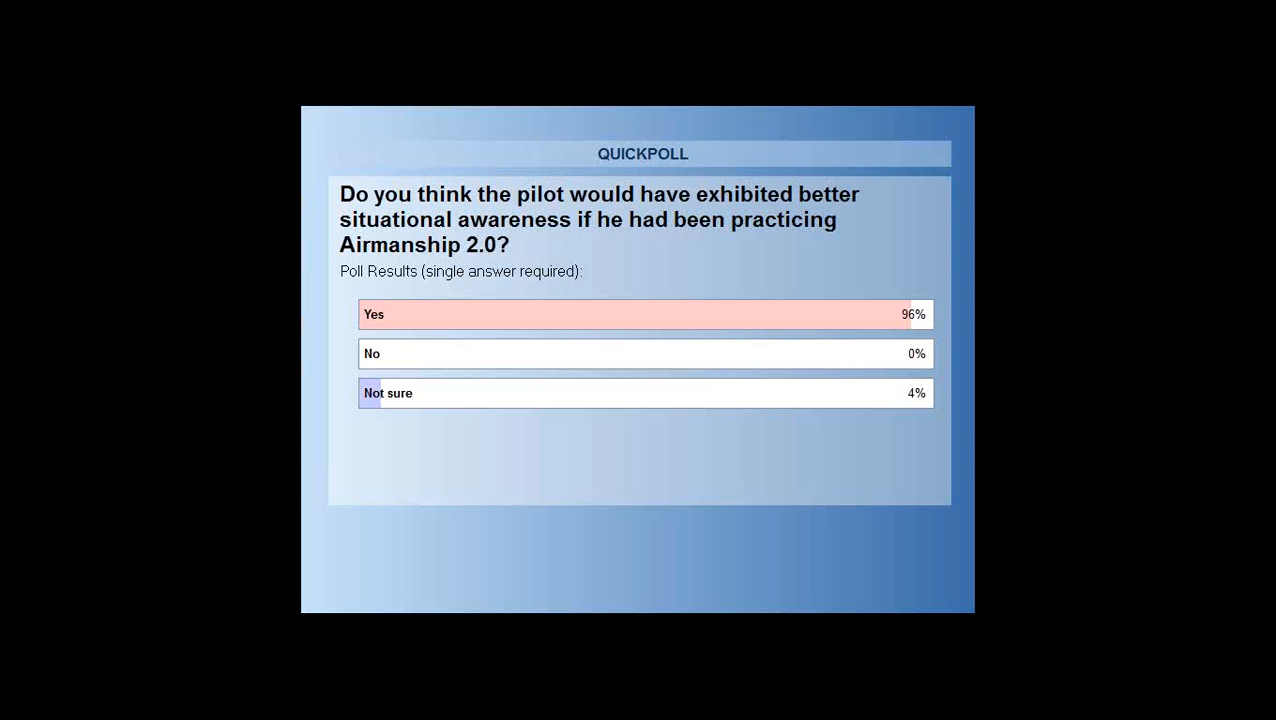 QUICKPOLL
Do you think the pilot would have exhibited better
situational awareness if he had been practicing
Airmanship 2.0?
Poll Results (single answer required):
Yes 96%
No 0%
Not sure 4%